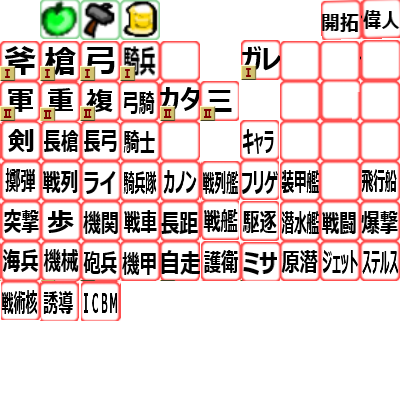 開拓 偉人
斧 槍 弓 騎兵 ガレ
I I I I I
軍 重 複 弓騎 カタ 三
II II II II II
剣 長槍 長弓 騎士 キャラ
擲弾 戦列 ライ 騎兵隊 カノン 戦列艦 フリゲ 装甲艦 飛行船
突撃 歩 機関 戦車 長距 戦艦 駆逐 潜水艦 戦闘 爆撃
海兵 機械 砲兵 機甲 自走 護衛 ミサ 原潜 ジェット ステルス
戦術核 誘導 ICBM